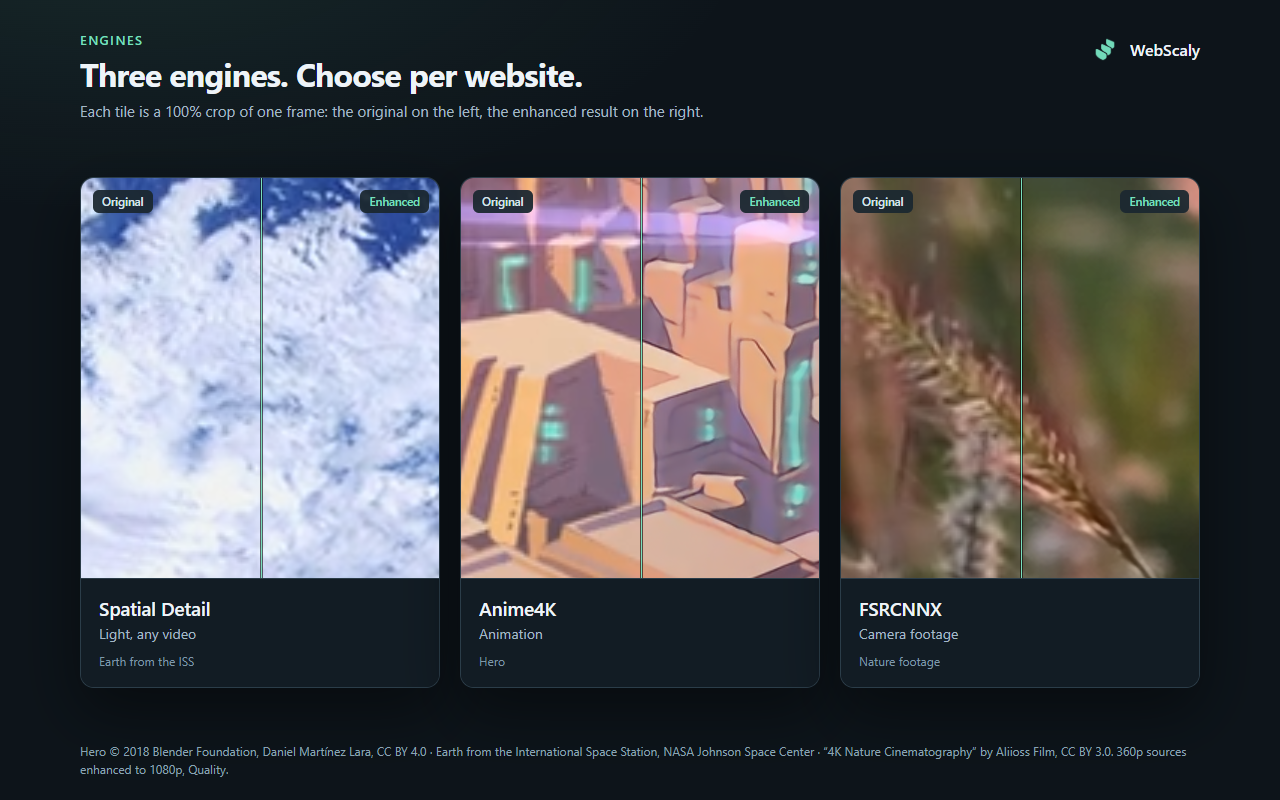 ENGINES
WebScaly
Three engines. Choose per website.
Each tile is a 100% crop of one frame: the original on the left, the enhanced result on the right.
Original
Enhanced
Original
Enhanced
Original
Enhanced
Spatial Detail
Light, any video
Earth from the ISS
Anime4K
Animation
Hero
FSRCNNX
Camera footage
Nature footage
Hero © 2018 Blender Foundation, Daniel Martínez Lara, CC BY 4.0 · Earth from the International Space Station, NASA Johnson Space Center · "4K Nature Cinematography" by Aliioss Film, CC BY 3.0. 360p sources
enhanced to 1080p, Quality.